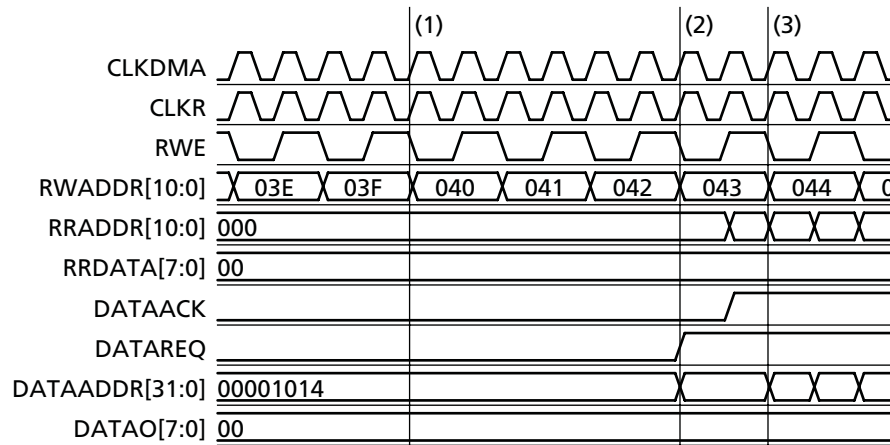 (1) (2) (3)
CLKDMA
CLKR
RWE
RWADDR[10:0] 03E 03F 040 041 042 043 044 0
RRADDR[10:0] 000
RRDATA[7:0] 00
DATAACK
DATAREQ
DATAADDR[31:0] 00001014
DATAO[7:0] 00